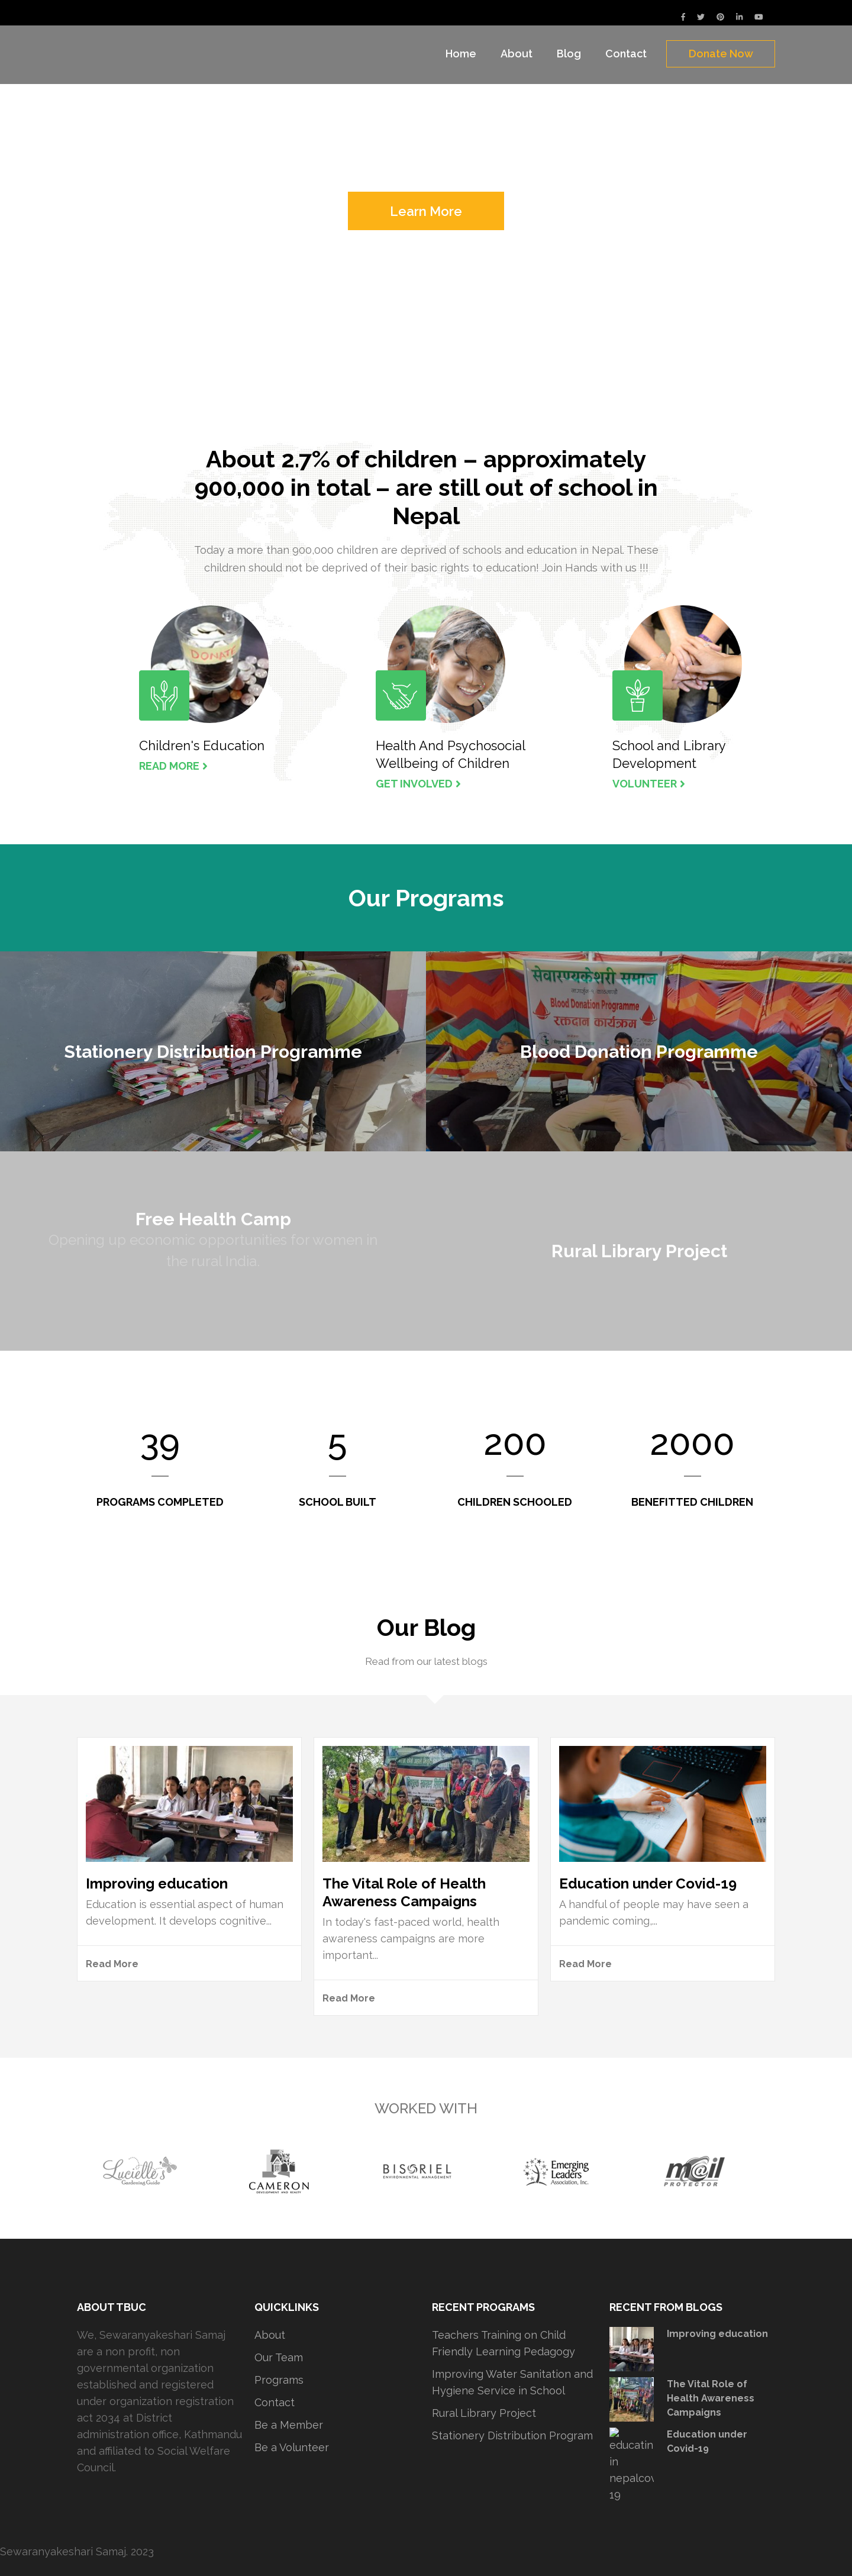 Home
About
Blog
Contact
Donate Now
Learn More
About 2.7% of children – approximately
900,000 in total – are still out of school in
Nepal
Today a more than 900,000 children are deprived of schools and education in Nepal. These
children should not be deprived of their basic rights to education! Join Hands with us !!!
DONATE
Children's Education
READ MORE
Health And Psychosocial
Wellbeing of Children
GET INVOLVED
School and Library
Development
VOLUNTEER
Our Programs
Stationery Distribution Programme
सेवारण्यकेशरी समाज
Blood Donation Programme
रक्तदान कार्यक्रम
Blood Donation Programme
Free Health Camp
Opening up economic opportunities for women in
the rural India.
Rural Library Project
39
PROGRAMS COMPLETED
5
SCHOOL BUILT
200
CHILDREN SCHOOLED
2000
BENEFITTED CHILDREN
Our Blog
Read from our latest blogs
Improving education
Education is essential aspect of human
development. It develops cognitive...
Read More
The Vital Role of Health
Awareness Campaigns
In today's fast-paced world, health
awareness campaigns are more
important...
Read More
Education under Covid-19
A handful of people may have seen a
pandemic coming,...
Read More
WORKED WITH
Lucielle's
Gardening Guide
CAMERON
DEVELOPMENT AND REALTY
BISORIEL
ENVIRONMENTAL MANAGEMENT
Emerging
Leaders
Association, Inc.
m@il
PROTECTOR
ABOUT TBUC
We, Sewaranyakeshari Samaj
are a non profit, non
governmental organization
established and registered
under organization registration
act 2034 at District
administration office, Kathmandu
and affiliated to Social Welfare
Council.
QUICKLINKS
About
Our Team
Programs
Contact
Be a Member
Be a Volunteer
RECENT PROGRAMS
Teachers Training on Child
Friendly Learning Pedagogy
Improving Water Sanitation and
Hygiene Service in School
Rural Library Project
Stationery Distribution Program
RECENT FROM BLOGS
Improving education
The Vital Role of
Health Awareness
Campaigns
educatin
in
nepalcov
19
Education under
Covid-19
Sewaranyakeshari Samaj. 2023